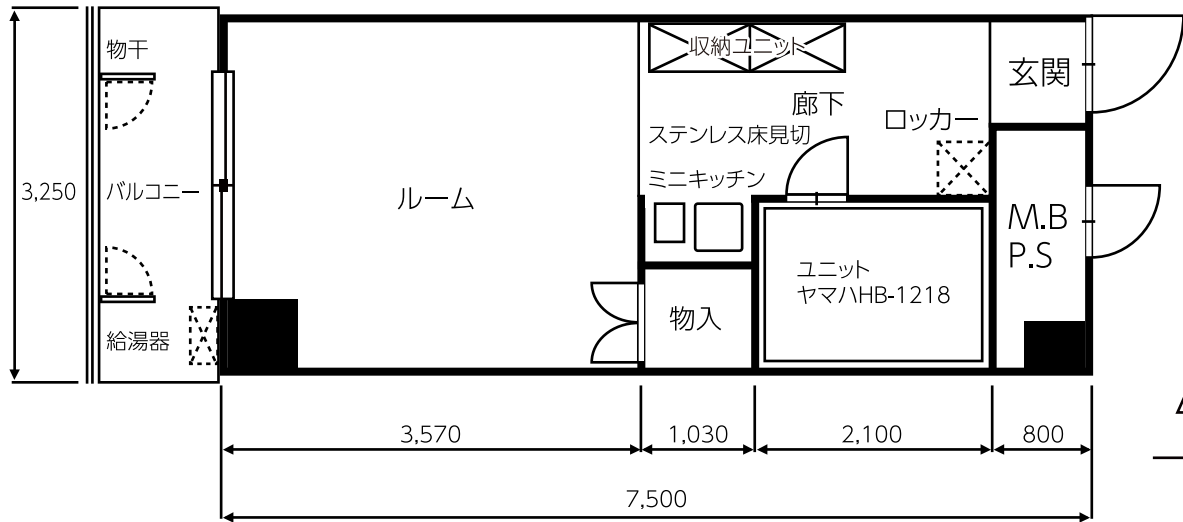 物干
収納ユニット
玄関
廊下
ロッカー
ステンレス床見切
ミニキッチン
3,250
バルコニー
ルーム
M.B
P.S
ユニット
ヤマハHB-1218
物入
給湯器
3,570
1,030
2,100
800
7,500